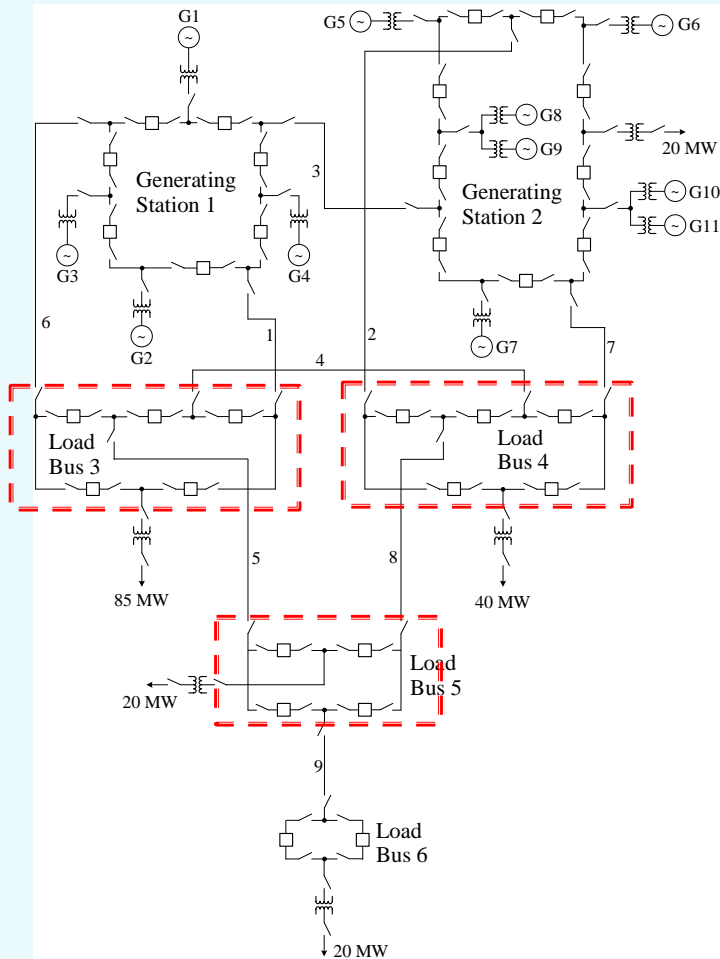 G1
G5
G6
G8
G9
20 MW
3
Generating
Station 1
Generating
Station 2
G10
G11
G3
G4
6
G2
1
2
G7
7
4
Load
Bus 3
Load
Bus 4
5
8
85 MW
40 MW
Load
Bus 5
20 MW
9
Load
Bus 6
20 MW